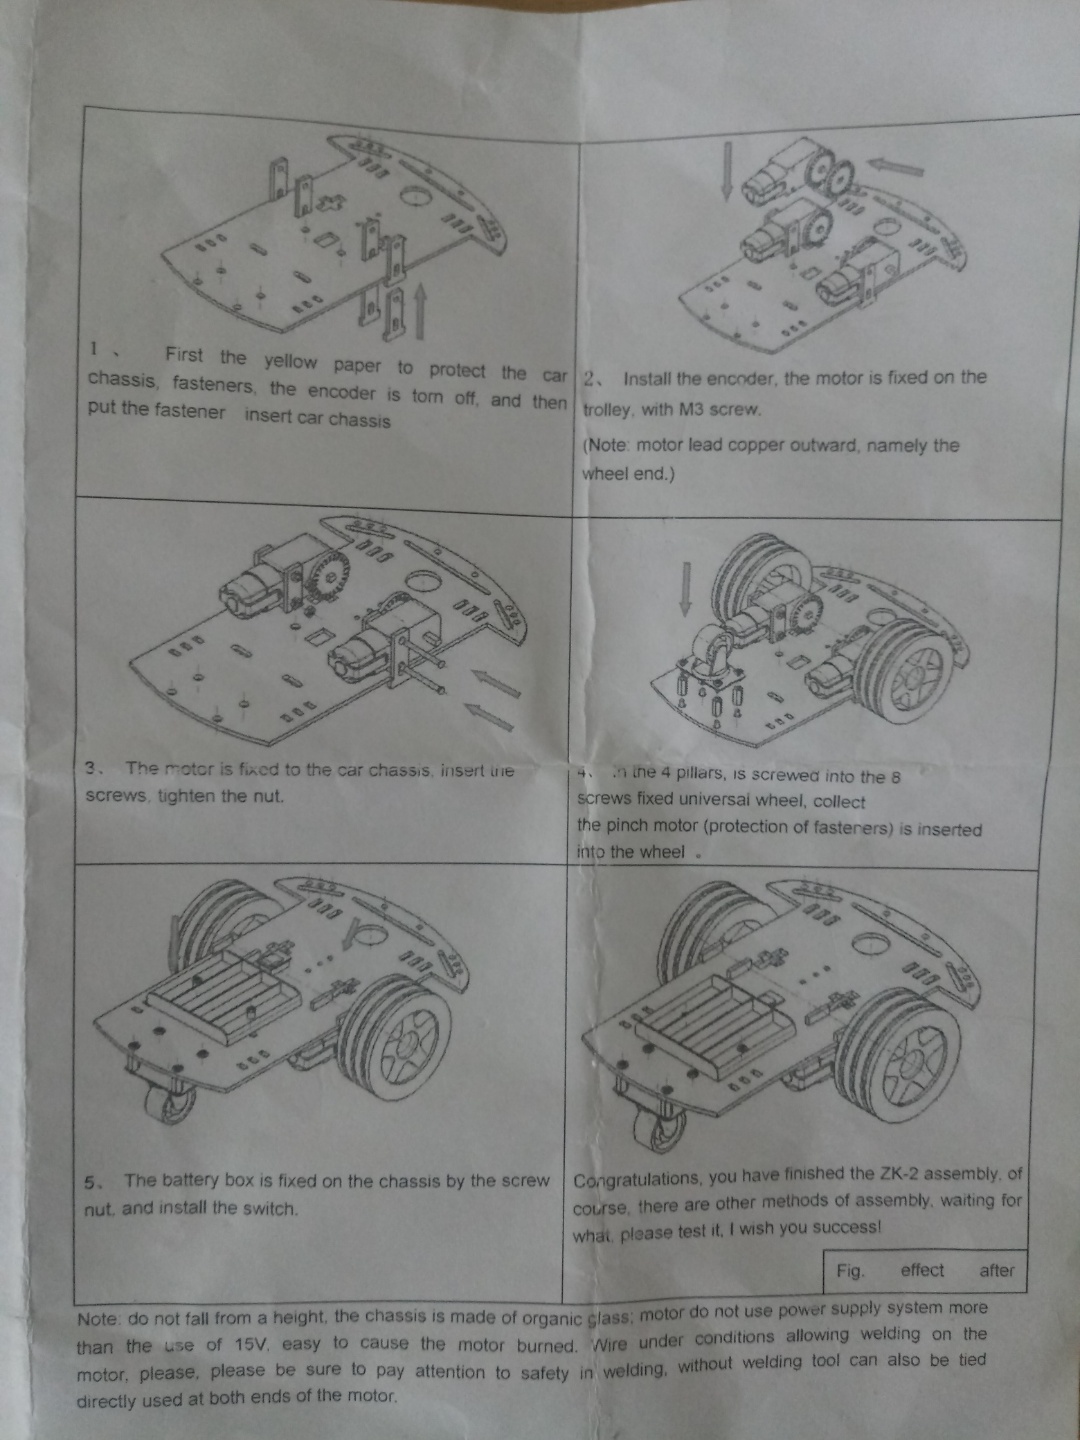 1 、 First the yellow paper to protect the car
chassis, fasteners, the encoder is torn off, and then
put the fastener insert car chassis
2、 Install the encoder, the motor is fixed on the
trolley, with M3 screw.
(Note: motor lead copper outward, namely the
wheel end.)
3、 The motor is fixed to the car chassis, insert the
screws, tighten the nut.
4、 In the 4 pillars, is screwed into the 8
screws fixed universal wheel, collect
the pinch motor (protection of fasteners) is inserted
into the wheel 。
5、 The battery box is fixed on the chassis by the screw
nut, and install the switch.
Congratulations, you have finished the ZK-2 assembly, of
course, there are other methods of assembly, waiting for
what, please test it, I wish you success!
Fig. effect after
Note: do not fall from a height, the chassis is made of organic glass; motor do not use power supply system more
than the use of 15V, easy to cause the motor burned. Wire under conditions allowing welding on the
motor, please, please be sure to pay attention to safety in welding, without welding tool can also be tied
directly used at both ends of the motor.